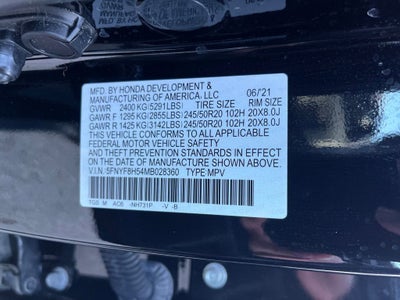 MFD. BY HONDA DEVELOPMENT & 06/'21
MANUFACTURING OF AMERICA, LLC
GVWR 2400 KG(5291LBS) TIRE SIZE RIM SIZE
GAWR F 1295 KG(2855LBS) 245/50R20 102H 20X8.0J
GAWR R 1425 KG(3142LBS) 245/50R20 102H 20X8.0J
THIS VEHICLE CONFORMS TO ALL APPLICABLE
FEDERAL MOTOR VEHICLE SAFETY
STANDARDS IN EFFECT ON THE
DATE OF MANUFACTURE SHOWN ABOVE.
V.I.N.:5FNYF8H54MB028360 TYPE:MPV
TGS M AC6 -NH731P- -V -B